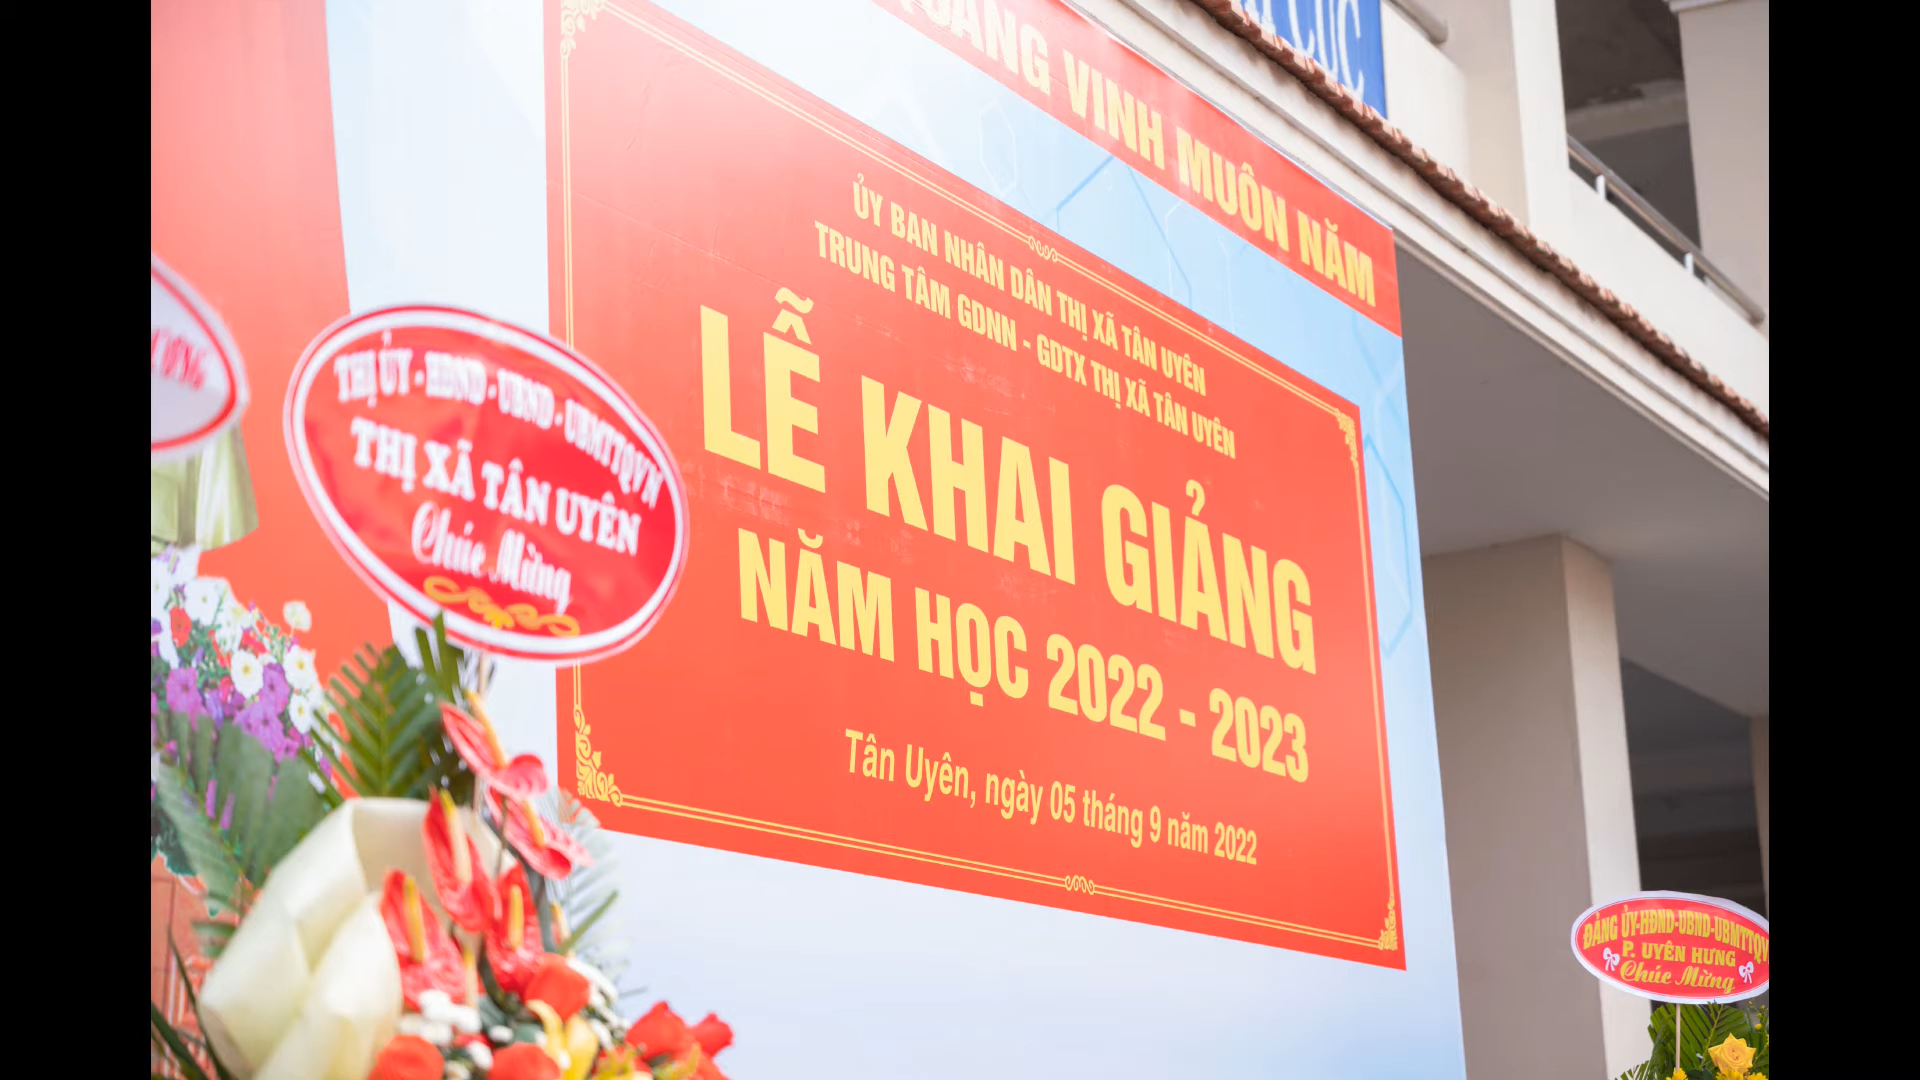 QUANG VINH MUÔN NĂM
ỦY BAN NHÂN DÂN THỊ XÃ TÂN UYÊN
TRUNG TÂM GDNN - GDTX THỊ XÃ TÂN UYÊN
LỄ KHAI GIẢNG
NĂM HỌC 2022 - 2023
Tân Uyên, ngày 05 tháng 9 năm 2022
THỊ ỦY - HĐND - UBND - UBMTTQVN
THỊ XÃ TÂN UYÊN
Chúc Mừng
ĐẢNG ỦY-HĐND-UBND-UBMTTQV
P. UYÊN HƯNG
Chúc Mừng